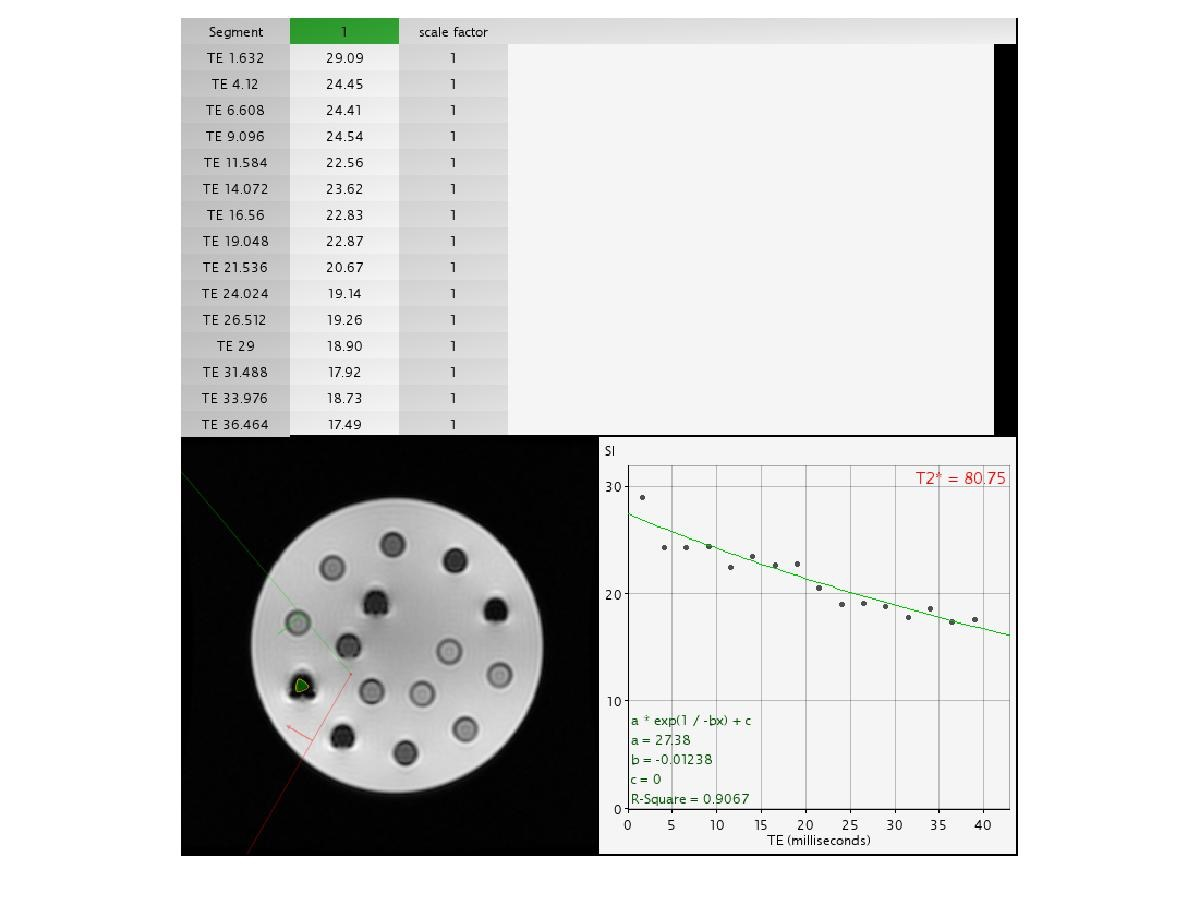 Segment 1 scale factor
TE 1.632 29.09 1
TE 4.12 24.45 1
TE 6.608 24.41 1
TE 9.096 24.54 1
TE 11.584 22.56 1
TE 14.072 23.62 1
TE 16.56 22.83 1
TE 19.048 22.87 1
TE 21.536 20.67 1
TE 24.024 19.14 1
TE 26.512 19.26 1
TE 29 18.90 1
TE 31.488 17.92 1
TE 33.976 18.73 1
TE 36.464 17.49 1
SI
T2* = 80.75
30
20
10
0
a * exp(1 / -bx) + c
a = 27.38
b = -0.01238
c = 0
R-Square = 0.9067
0 5 10 15 20 25 30 35 40
TE (milliseconds)